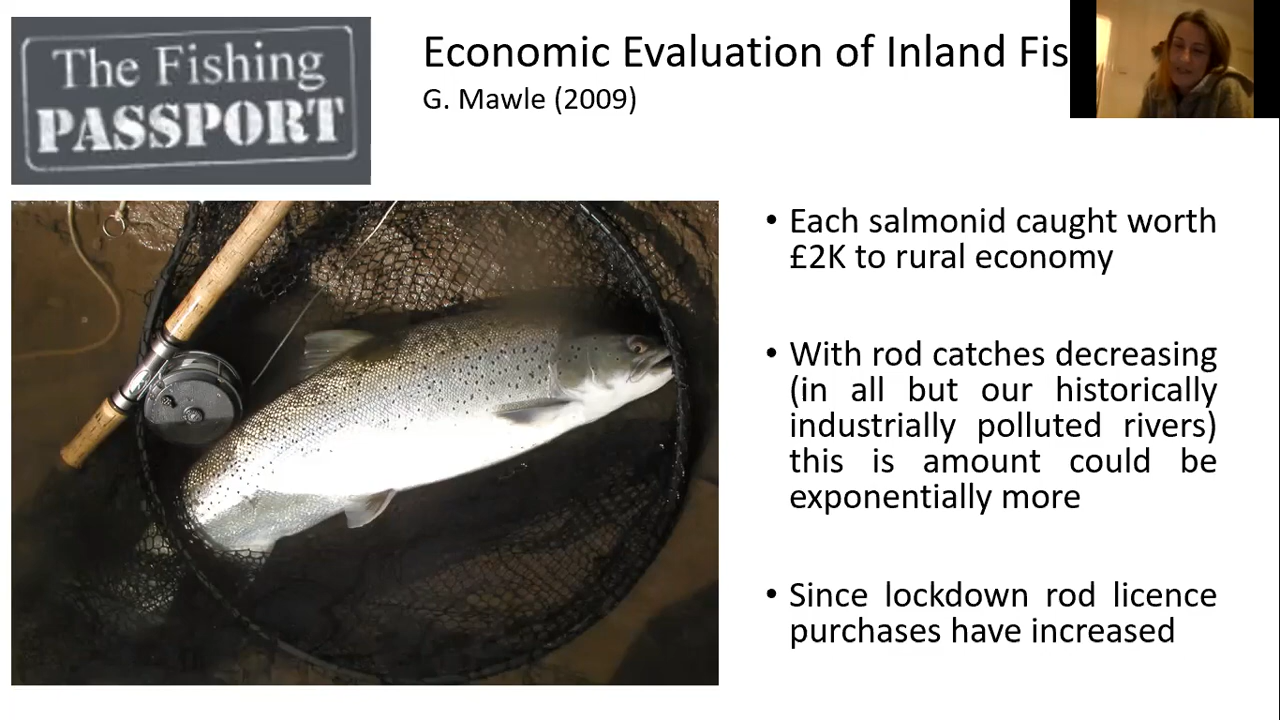 The Fishing
PASSPORT
Economic Evaluation of Inland Fis
G. Mawle (2009)
• Each salmonid caught worth
£2K to rural economy
• With rod catches decreasing
(in all but our historically
industrially polluted rivers)
this is amount could be
exponentially more
• Since lockdown rod licence
purchases have increased